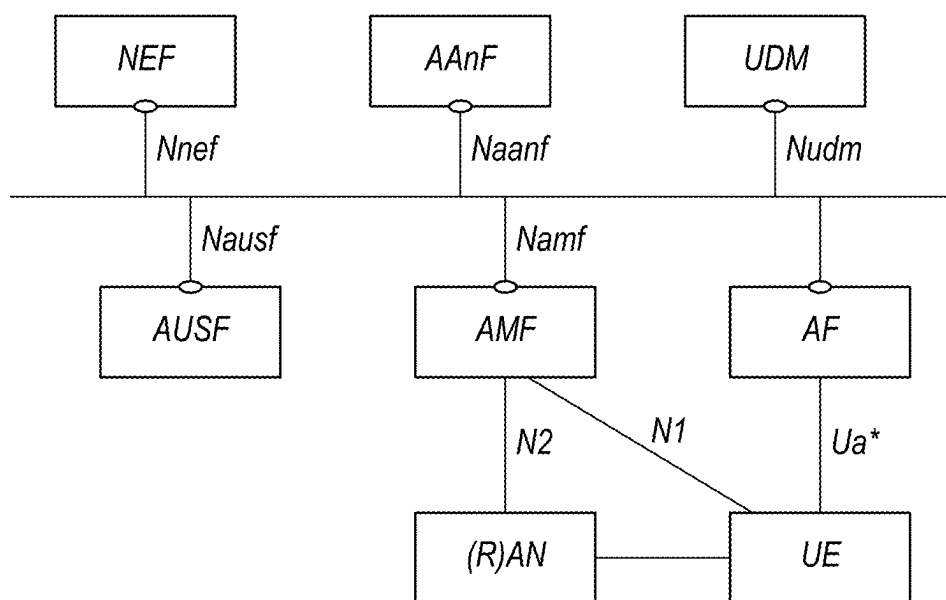 NEF AAnF UDM
Nnef Naanf Nudm
Nausf Namf
AUSF AMF AF
N2 N1 Ua*
(R)AN UE